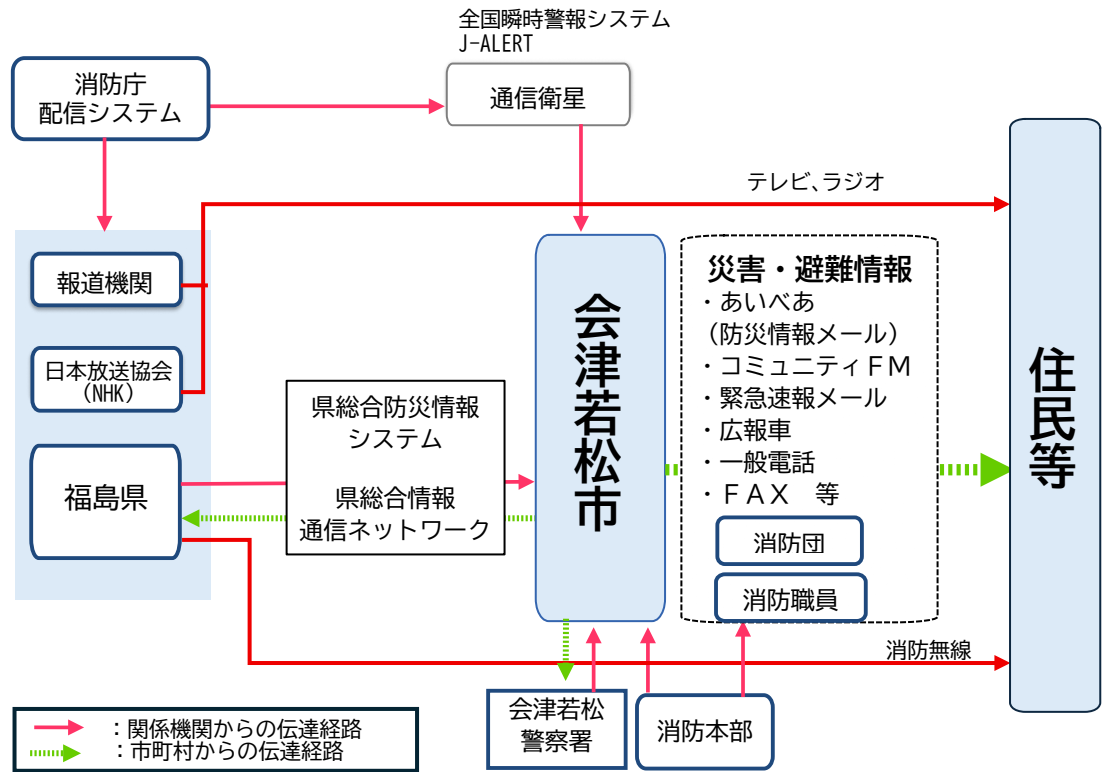 全国瞬時警報システム
J-ALERT
消防庁
配信システム
通信衛星
テレビ、ラジオ
報道機関
日本放送協会
(NHK)
福島県
県総合防災情報
システム
県総合情報
通信ネットワーク
会津若松市
災害・避難情報
・あいべあ
（防災情報メール）
・コミュニティＦＭ
・緊急速報メール
・広報車
・一般電話
・ＦＡＸ　等
消防団
消防職員
住民等
消防無線
会津若松
警察署
消防本部
：関係機関からの伝達経路
：市町村からの伝達経路